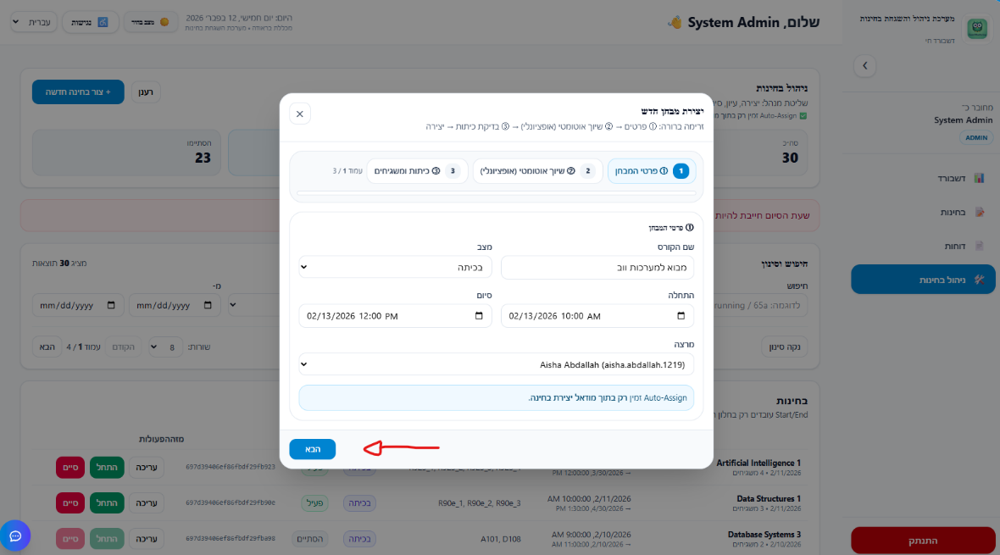 מערכת ניהול והשגחת בחינות
דשבורד חי
מחובר כ־
System Admin
ADMIN
דשבורד
בחינות
דוחות
ניהול בחינות
התנתק
שלום, System Admin
היום: יום חמישי, 12 בפבר׳ 2026
מכללת בראודה • מערכת השגחת בחינות
מצב בהיר
נגישות
עברית
ניהול בחינות
שליטת מנהל: יצירה, עיון,
Auto-Assign זמין רק בתוך
רענן
+ צור בחינה חדשה
סה״כ
30
הסתיימו
23
שעת הסיום חייבת להיות
חיפוש וסינון
מציג 30 תוצאות
חיפוש
מ-
running / 65a :לדוגמה
mm/dd/yyyy
mm/dd/yyyy
נקה סינון
שורות: 8
הקודם
עמוד 1 / 4
הבא
יצירת מבחן חדש
זרימה ברורה: ① פרטים → ② שיוך אוטומטי (אופציונלי) → ③ בדיקת כיתות → יצירה
1 ① פרטי המבחן
2 ② שיוך אוטומטי (אופציונלי)
3 ③ כיתות ומשגיחים
עמוד 1 / 3
① פרטי המבחן
שם הקורס
מצב
מבוא למערכות ווב
בכיתה
התחלה
סיום
02/13/2026 10:00 AM
02/13/2026 12:00 PM
מרצה
Aisha Abdallah (aisha.abdallah.1219)
Auto-Assign זמין רק בתוך מודאל יצירת בחינה.
הבא
בחינות
Start/End עובדים רק בחלון
מזהה
פעולות
Artificial Intelligence 1
2/11/2026 • 4 משגיחים
→ 3/30/2026, 12:00:00 PM
697d39406ef86fbdf29fb923
עריכה
התחל
סיים
Data Structures 1
2/11/2026 • 3 משגיחים
2/11/2026, 10:00:00 AM
→ 4/30/2026, 1:30:00 PM
R90e_1, R90e_2, R90e_3
בכיתה
פעיל
697d39406ef86fbdf29fb90e
עריכה
התחל
סיים
Database Systems 3
2/10/2026 • 2 משגיחים
2/10/2026, 9:00:00 AM
→ 2/10/2026, 11:00:00 AM
A101, D108
בכיתה
הסתיים
697d39406ef86fbdf29fb8a98
עריכה
התחל
סיים